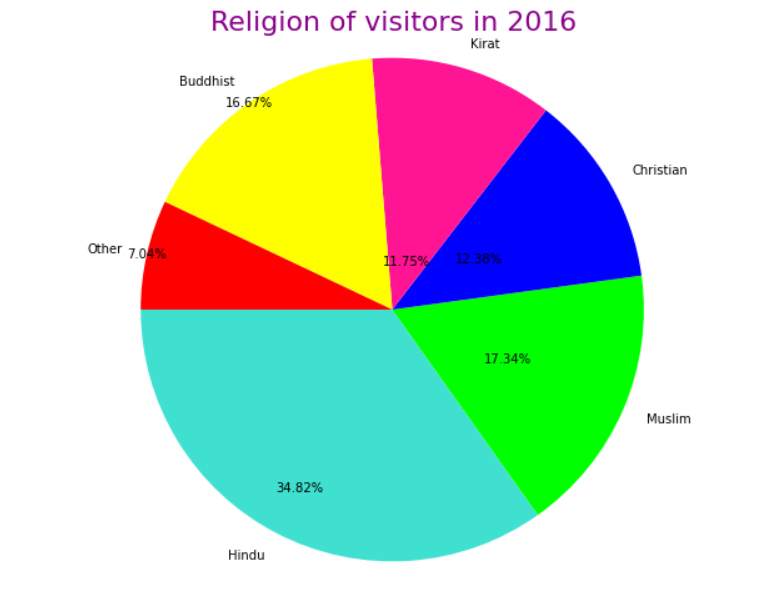 Religion of visitors in 2016
Kirat
Buddhist
16.67%
Christian
Other
7.04%
11.75%
12.38%
17.34%
Muslim
34.82%
Hindu